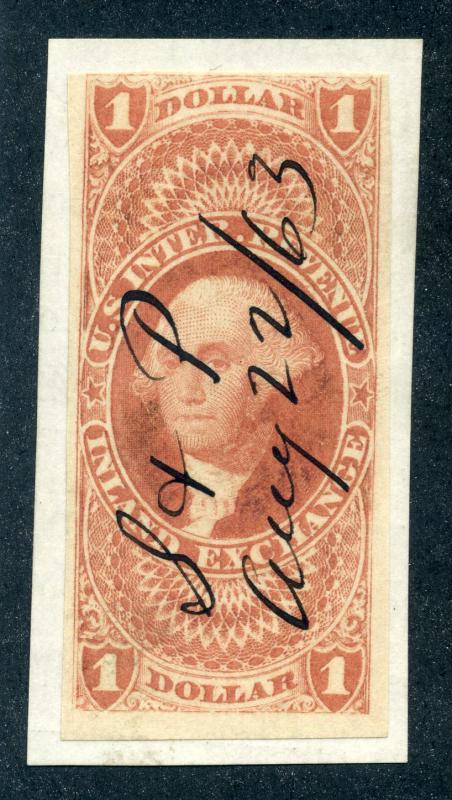 1 DOLLAR 1
U.S. INTER. REVENUE
INLAND EXCHANGE
1 DOLLAR 1
S & P
Aug 22/63